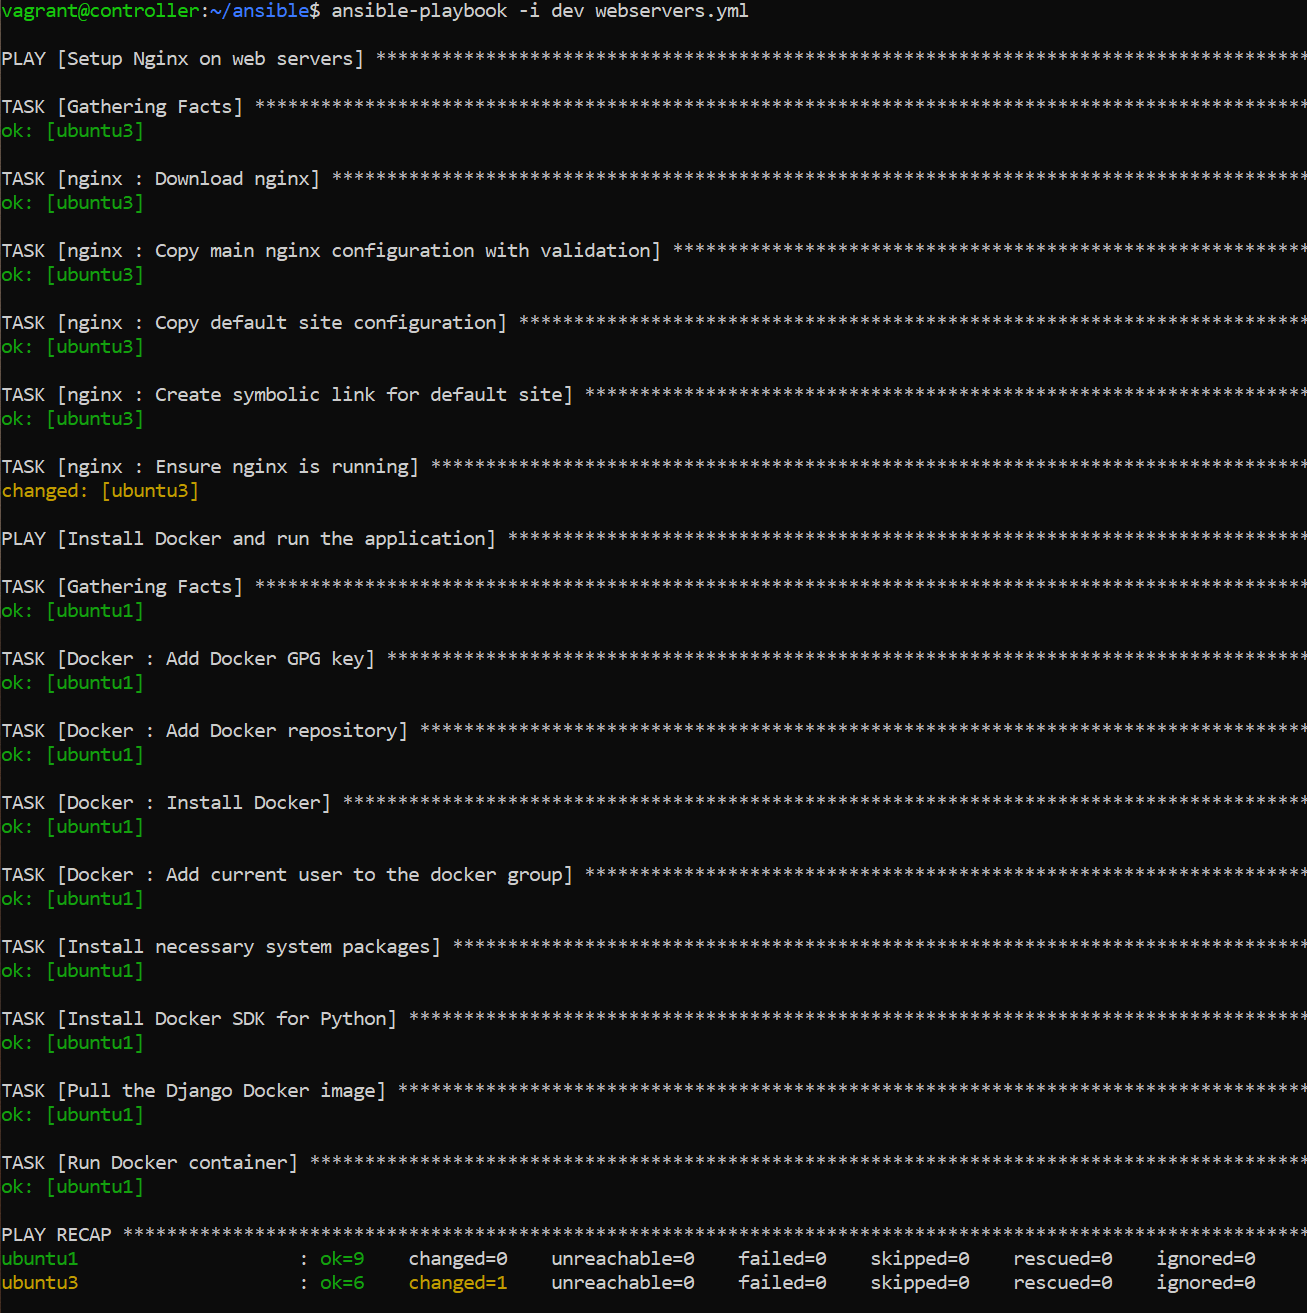 vagrant@controller:~/ansible$ ansible-playbook -i dev webservers.yml
PLAY [Setup Nginx on web servers] *************************************************************************************
TASK [Gathering Facts] ************************************************************************************************
ok: [ubuntu3]
TASK [nginx : Download nginx] *****************************************************************************************
ok: [ubuntu3]
TASK [nginx : Copy main nginx configuration with validation] **********************************************************
ok: [ubuntu3]
TASK [nginx : Copy default site configuration] ************************************************************************
ok: [ubuntu3]
TASK [nginx : Create symbolic link for default site] ******************************************************************
ok: [ubuntu3]
TASK [nginx : Ensure nginx is running] ********************************************************************************
changed: [ubuntu3]
PLAY [Install Docker and run the application] *************************************************************************
TASK [Gathering Facts] ************************************************************************************************
ok: [ubuntu1]
TASK [Docker : Add Docker GPG key] ************************************************************************************
ok: [ubuntu1]
TASK [Docker : Add Docker repository] *********************************************************************************
ok: [ubuntu1]
TASK [Docker : Install Docker] ****************************************************************************************
ok: [ubuntu1]
TASK [Docker : Add current user to the docker group] ******************************************************************
ok: [ubuntu1]
TASK [Install necessary system packages] ******************************************************************************
ok: [ubuntu1]
TASK [Install Docker SDK for Python] **********************************************************************************
ok: [ubuntu1]
TASK [Pull the Django Docker image] ***********************************************************************************
ok: [ubuntu1]
TASK [Run Docker container] *******************************************************************************************
ok: [ubuntu1]
PLAY RECAP ************************************************************************************************************
ubuntu1                    : ok=9    changed=0    unreachable=0    failed=0    skipped=0    rescued=0    ignored=0
ubuntu3                    : ok=6    changed=1    unreachable=0    failed=0    skipped=0    rescued=0    ignored=0